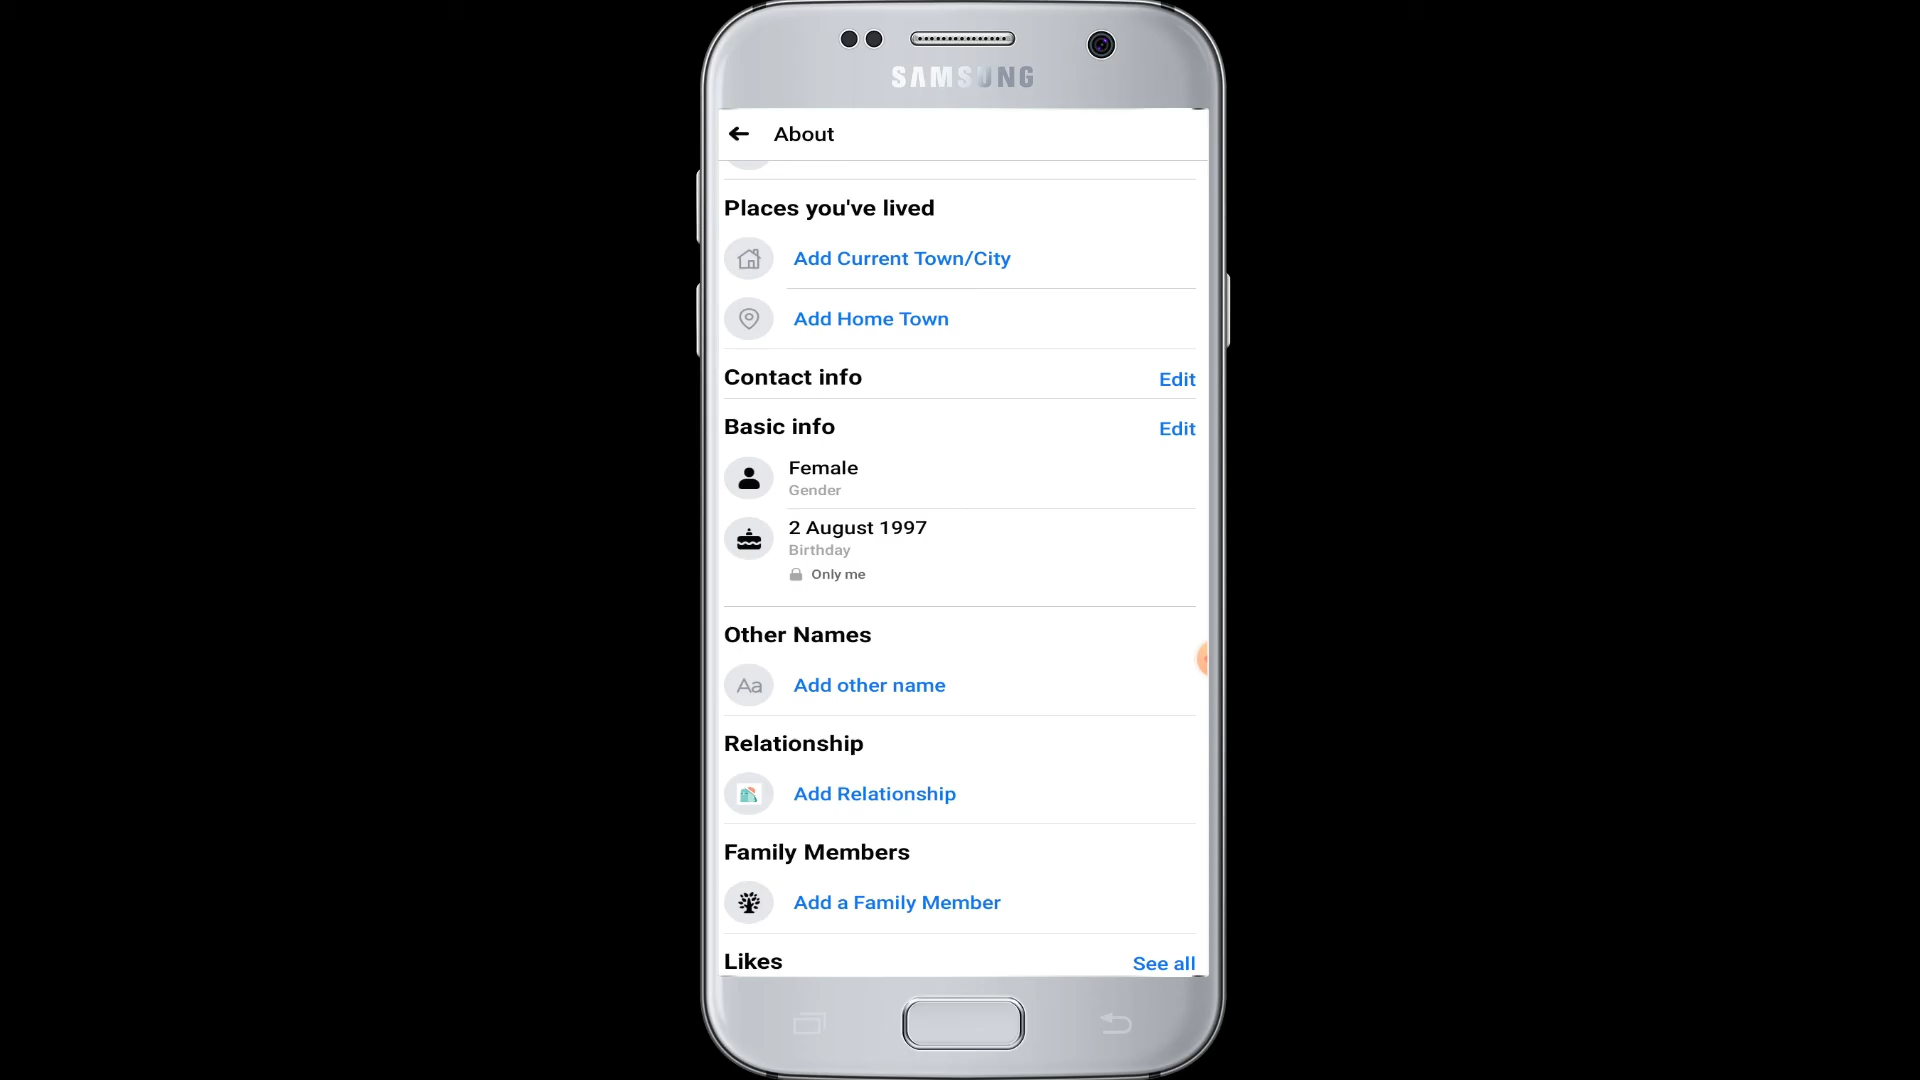 SAMSUNG
About
Places you've lived
Add Current Town/City
Add Home Town
Contact info
Edit
Basic info
Edit
Female
Gender
2 August 1997
Birthday
Only me
Other Names
Aa
Add other name
Relationship
Add Relationship
Family Members
Add a Family Member
Likes
See all